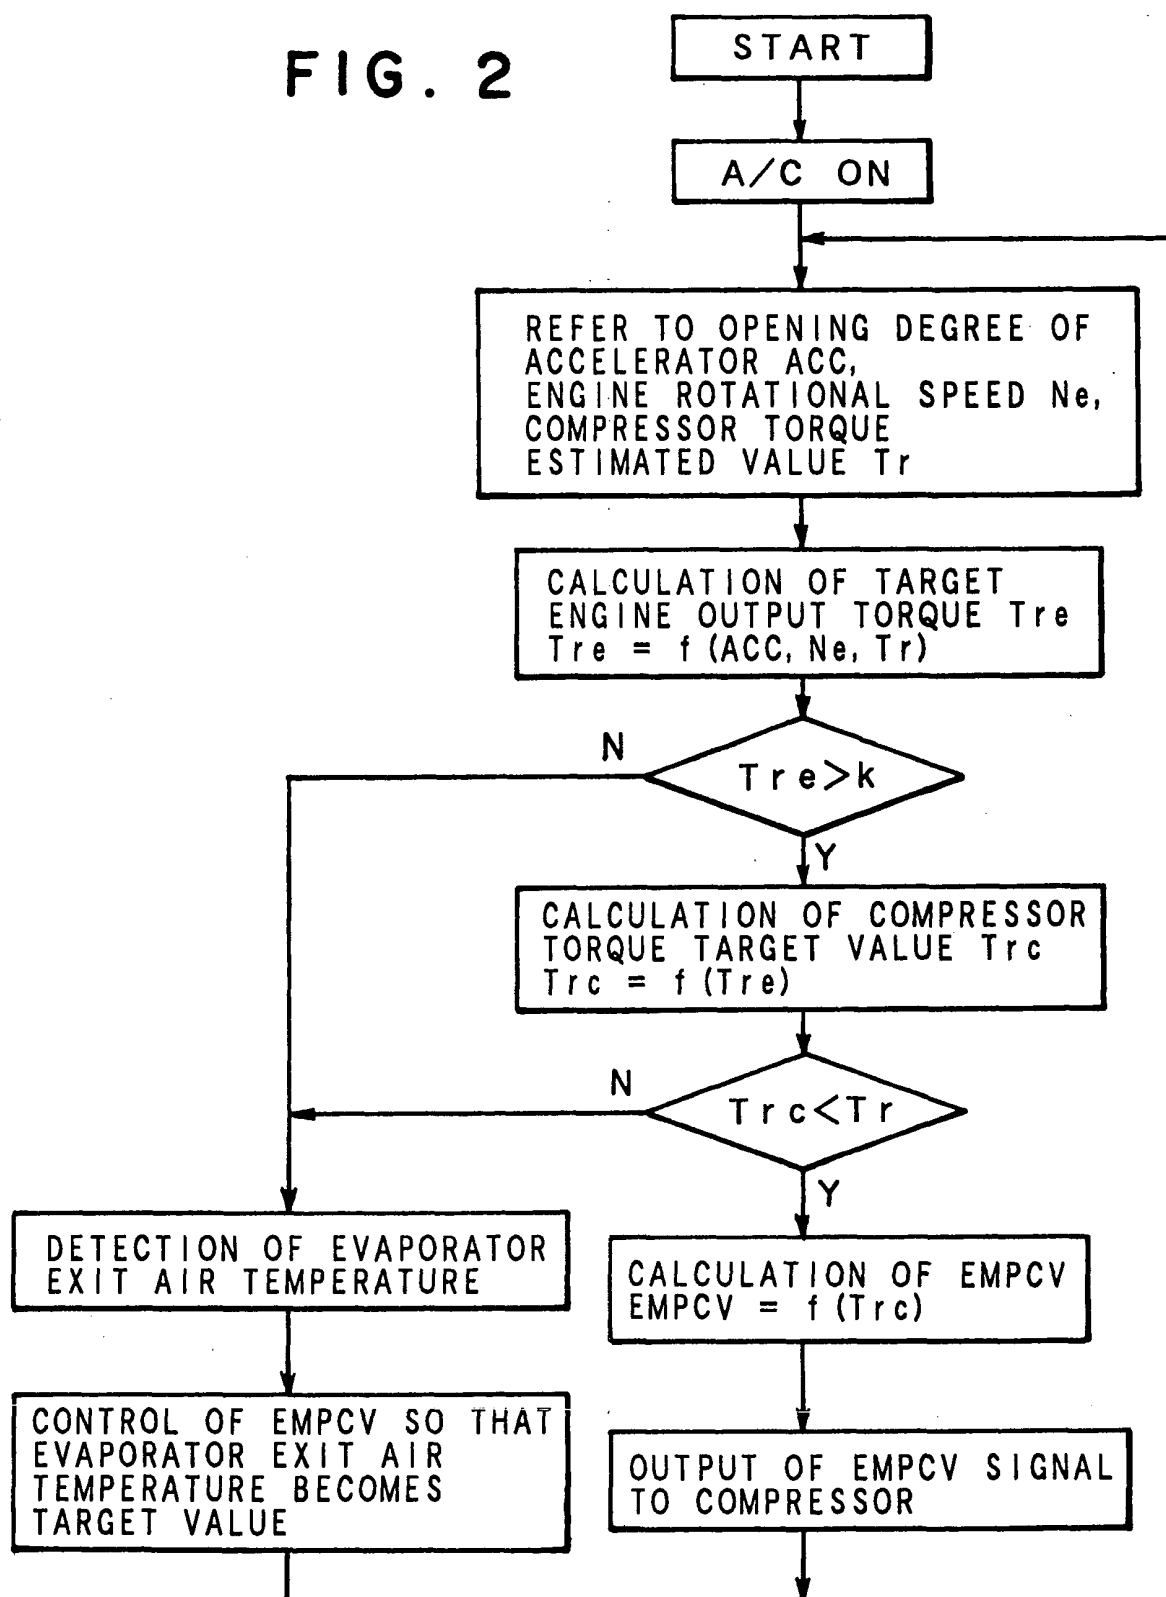 FIG. 2
START
A/C ON
REFER TO OPENING DEGREE OF
ACCELERATOR ACC,
ENGINE ROTATIONAL SPEED Ne,
COMPRESSOR TORQUE
ESTIMATED VALUE Tr
CALCULATION OF TARGET
ENGINE OUTPUT TORQUE Tre
Tre = f(ACC, Ne, Tr)
N
Tre>k
Y
CALCULATION OF COMPRESSOR
TORQUE TARGET VALUE Trc
Trc = f(Tre)
N
Trc<Tr
Y
DETECTION OF EVAPORATOR
EXIT AIR TEMPERATURE
CALCULATION OF EMPCV
EMPCV = f(Trc)
CONTROL OF EMPCV SO THAT
EVAPORATOR EXIT AIR
TEMPERATURE BECOMES
TARGET VALUE
OUTPUT OF EMPCV SIGNAL
TO COMPRESSOR